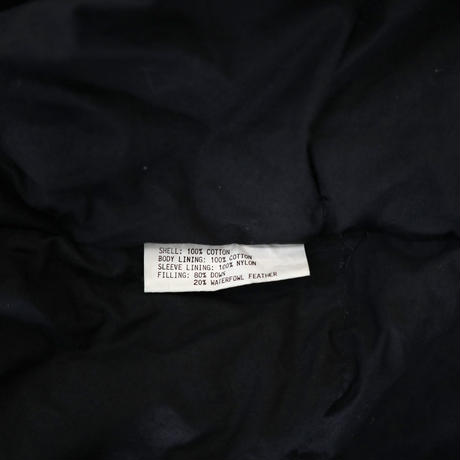 SHELL: 100% COTTON
BODY LINING: 100% COTTON
SLEEVE LINING: 100% NYLON
FILLING: 80% DOWN
20% WATERFOWL FEATHER